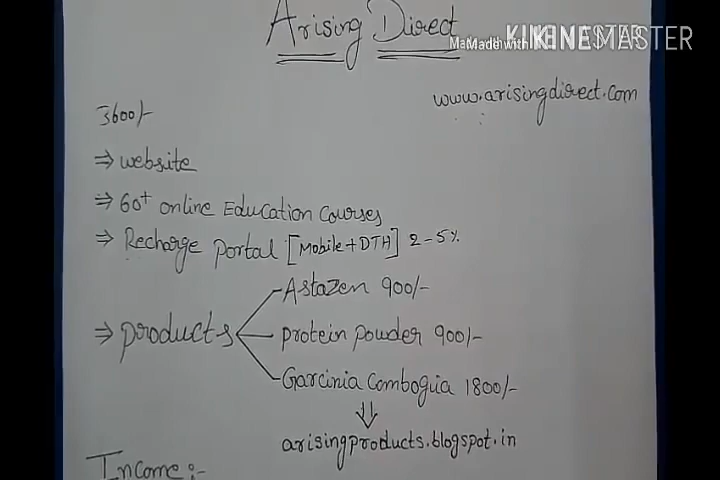 Arising Direct
Made with KINEMASTER
www.arisingdirect.com
3600/-
⇒ website
⇒ 60+ online Education Courses
⇒ Recharge Portal [Mobile+DTH] 2-5%
Astazen 900/-
⇒ products protein powder 900/-
Garcinia Combogia 1800/-
⇓
arisingproducts.blogspot.in
Income:-